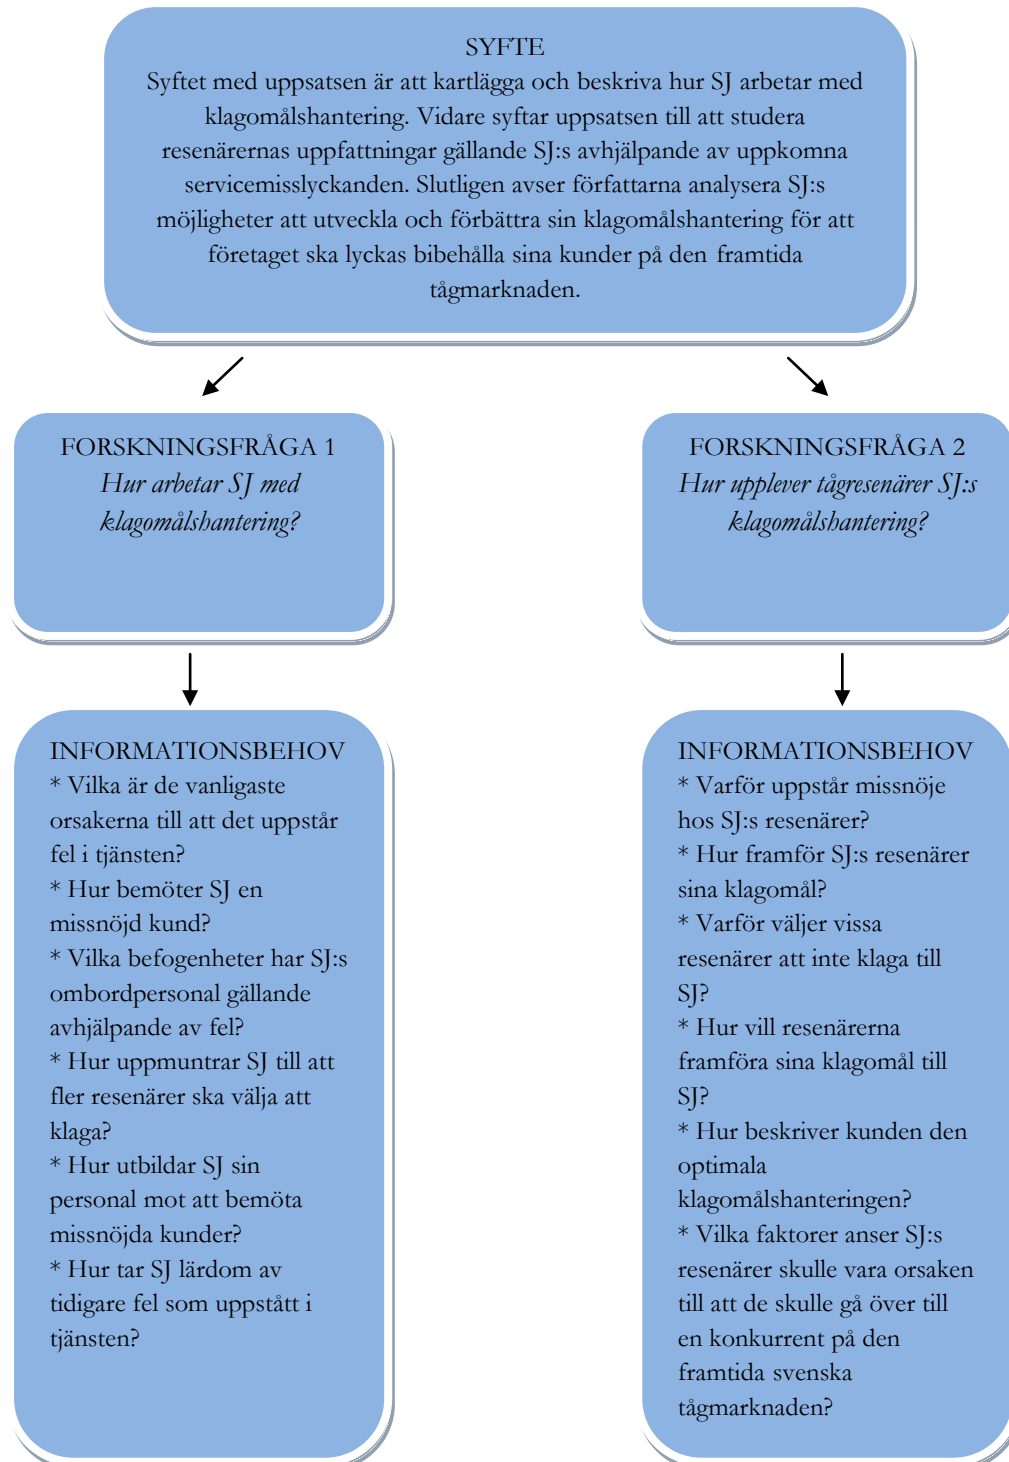 SYFTE
Syftet med uppsatsen är att kartlägga och beskriva hur SJ arbetar med
klagomålshantering. Vidare syftar uppsatsen till att studera
resenärernas uppfattningar gällande SJ:s avhjälpande av uppkomna
servicemisslyckanden. Slutligen avser författarna analysera SJ:s
möjligheter att utveckla och förbättra sin klagomålshantering för att
företaget ska lyckas bibehålla sina kunder på den framtida
tågmarknaden.
FORSKNINGSFRÅGA 1
Hur arbetar SJ med
klagomålshantering?
FORSKNINGSFRÅGA 2
Hur upplever tågresenärer SJ:s
klagomålshantering?
INFORMATIONSBEHOV
* Vilka är de vanligaste
orsakerna till att det uppstår
fel i tjänsten?
* Hur bemöter SJ en
missnöjd kund?
* Vilka befogenheter har SJ:s
ombordpersonal gällande
avhjälpande av fel?
* Hur uppmuntrar SJ till att
fler resenärer ska välja att
klaga?
* Hur utbildar SJ sin
personal mot att bemöta
missnöjda kunder?
* Hur tar SJ lärdom av
tidigare fel som uppstått i
tjänsten?
INFORMATIONSBEHOV
* Varför uppstår missnöje
hos SJ:s resenärer?
* Hur framför SJ:s resenärer
sina klagomål?
* Varför väljer vissa
resenärer att inte klaga till
SJ?
* Hur vill resenärerna
framföra sina klagomål till
SJ?
* Hur beskriver kunden den
optimala
klagomålshanteringen?
* Vilka faktorer anser SJ:s
resenärer skulle vara orsaken
till att de skulle gå över till
en konkurrent på den
framtida svenska
tågmarknaden?